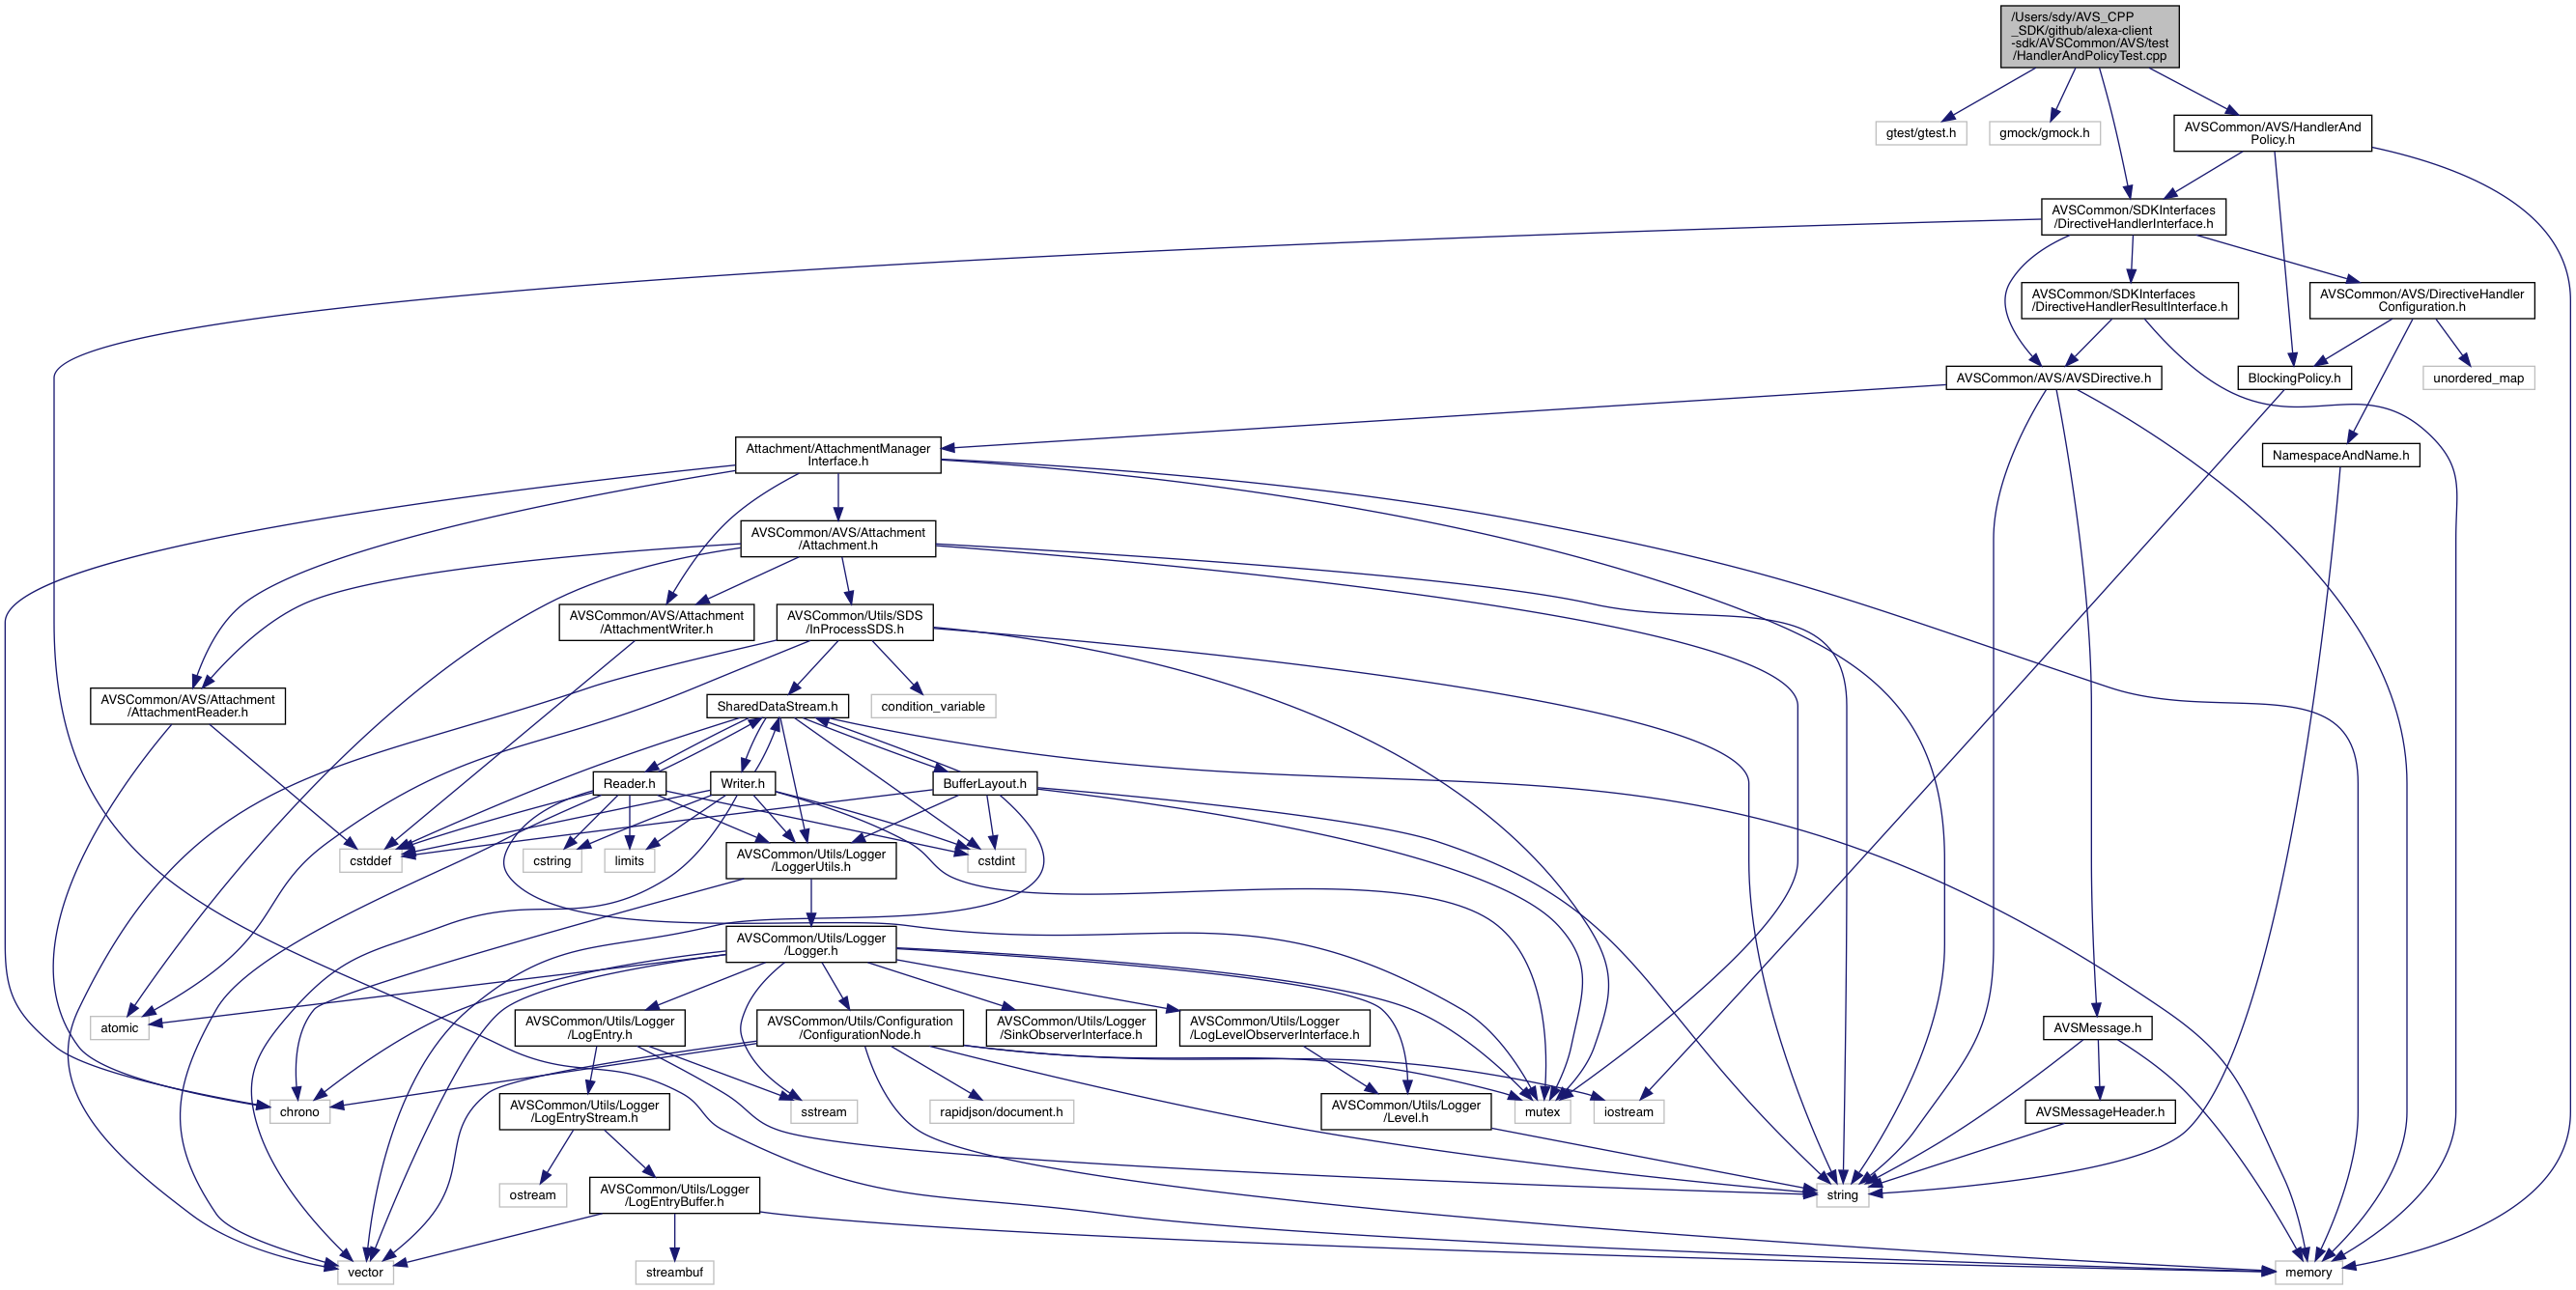 /Users/sdy/AVS_CPP
_SDK/github/alexa-client
-sdk/AVSCommon/AVS/test
/HandlerAndPolicyTest.cpp
gtest/gtest.h
gmock/gmock.h
AVSCommon/AVS/HandlerAnd
Policy.h
AVSCommon/SDKInterfaces
/DirectiveHandlerInterface.h
AVSCommon/SDKInterfaces
/DirectiveHandlerResultInterface.h
AVSCommon/AVS/DirectiveHandler
Configuration.h
AVSCommon/AVS/AVSDirective.h
BlockingPolicy.h
unordered_map
Attachment/AttachmentManager
Interface.h
NamespaceAndName.h
AVSCommon/AVS/Attachment
/Attachment.h
AVSCommon/AVS/Attachment
/AttachmentWriter.h
AVSCommon/Utils/SDS
/InProcessSDS.h
AVSCommon/AVS/Attachment
/AttachmentReader.h
SharedDataStream.h
condition_variable
Reader.h
Writer.h
BufferLayout.h
cstddef
cstring
limits
AVSCommon/Utils/Logger
/LoggerUtils.h
cstdint
AVSCommon/Utils/Logger
/Logger.h
atomic
AVSCommon/Utils/Logger
/LogEntry.h
AVSCommon/Utils/Configuration
/ConfigurationNode.h
AVSCommon/Utils/Logger
/SinkObserverInterface.h
AVSCommon/Utils/Logger
/LogLevelObserverInterface.h
AVSMessage.h
chrono
AVSCommon/Utils/Logger
/LogEntryStream.h
sstream
rapidjson/document.h
AVSCommon/Utils/Logger
/Level.h
mutex
iostream
AVSMessageHeader.h
ostream
AVSCommon/Utils/Logger
/LogEntryBuffer.h
string
vector
streambuf
memory